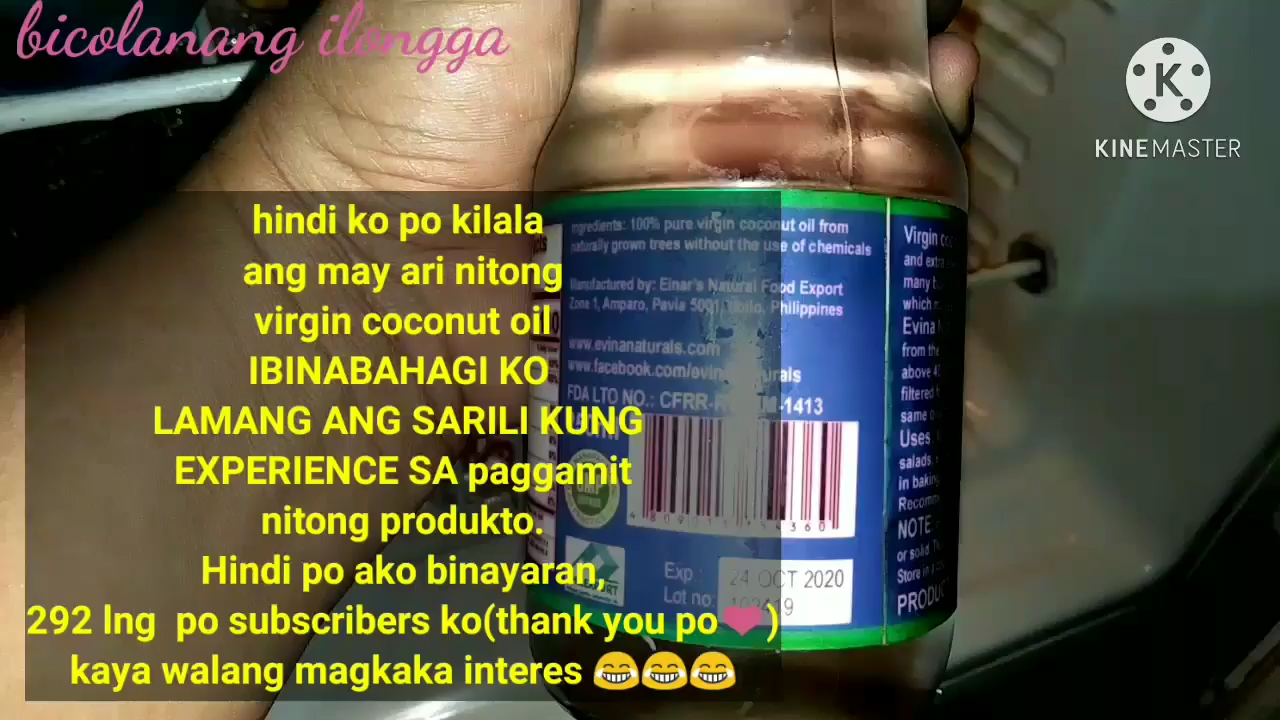 bicolanang ilongga
K
KINEMASTER
hindi ko po kilala
ang may ari nitong
virgin coconut oil
IBINABAHAGI KO
LAMANG ANG SARILI KUNG
EXPERIENCE SA paggamit
nitong produkto.
Hindi po ako binayaran,
292 lng po subscribers ko(thank you po❤)
kaya walang magkaka interes 😂😂😂
Ingredients: 100% pure virgin coconut oil from
naturally grown trees without the use of chemicals
Manufactured by: Einar's Natural Food Export
Zone 1, Amparo, Pavia 5001, Iloilo, Philippines
www.evinanaturals.com
www.facebook.com/evinanaturals
FDA LTO NO.: CFRR- -1413
GMP
Exp : 24 OCT 2020
Lot no
Virgin
and
many
which
Evina
from the
above
filtered
same
Uses
salads,
in baking
NOTE
or solid
Store in